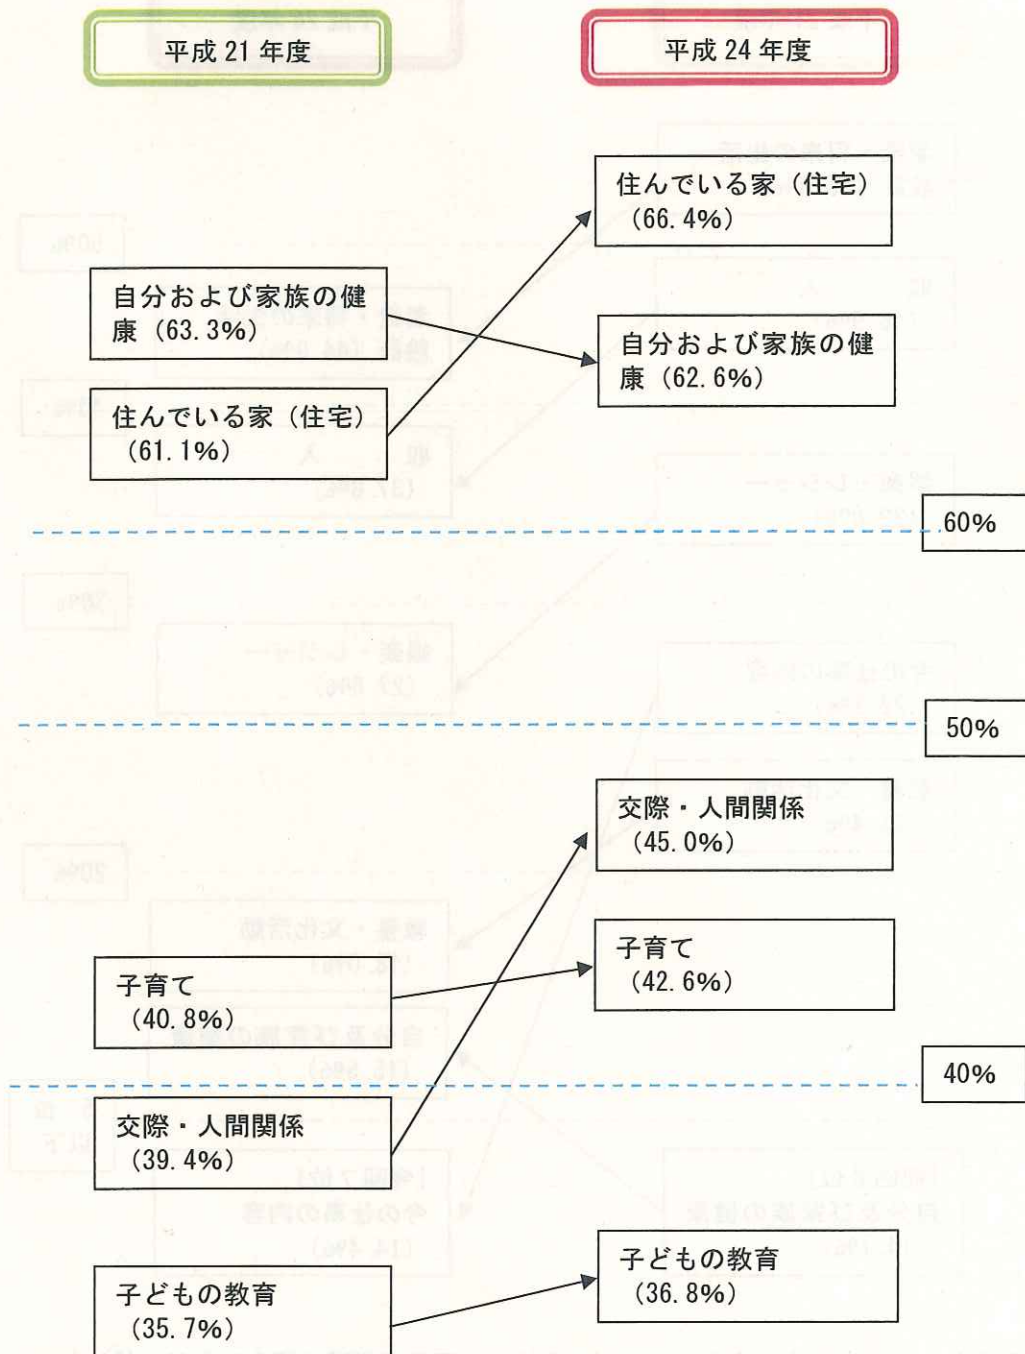 平成 21 年度
平成 24 年度
住んでいる家（住宅）
（66.4%）
自分および家族の健
康（63.3%）
自分および家族の健
康（62.6%）
住んでいる家（住宅）
（61.1%）
60%
50%
交際・人間関係
（45.0%）
子育て
（42.6%）
子育て
（40.8%）
40%
交際・人間関係
（39.4%）
子どもの教育
（36.8%）
子どもの教育
（35.7%）